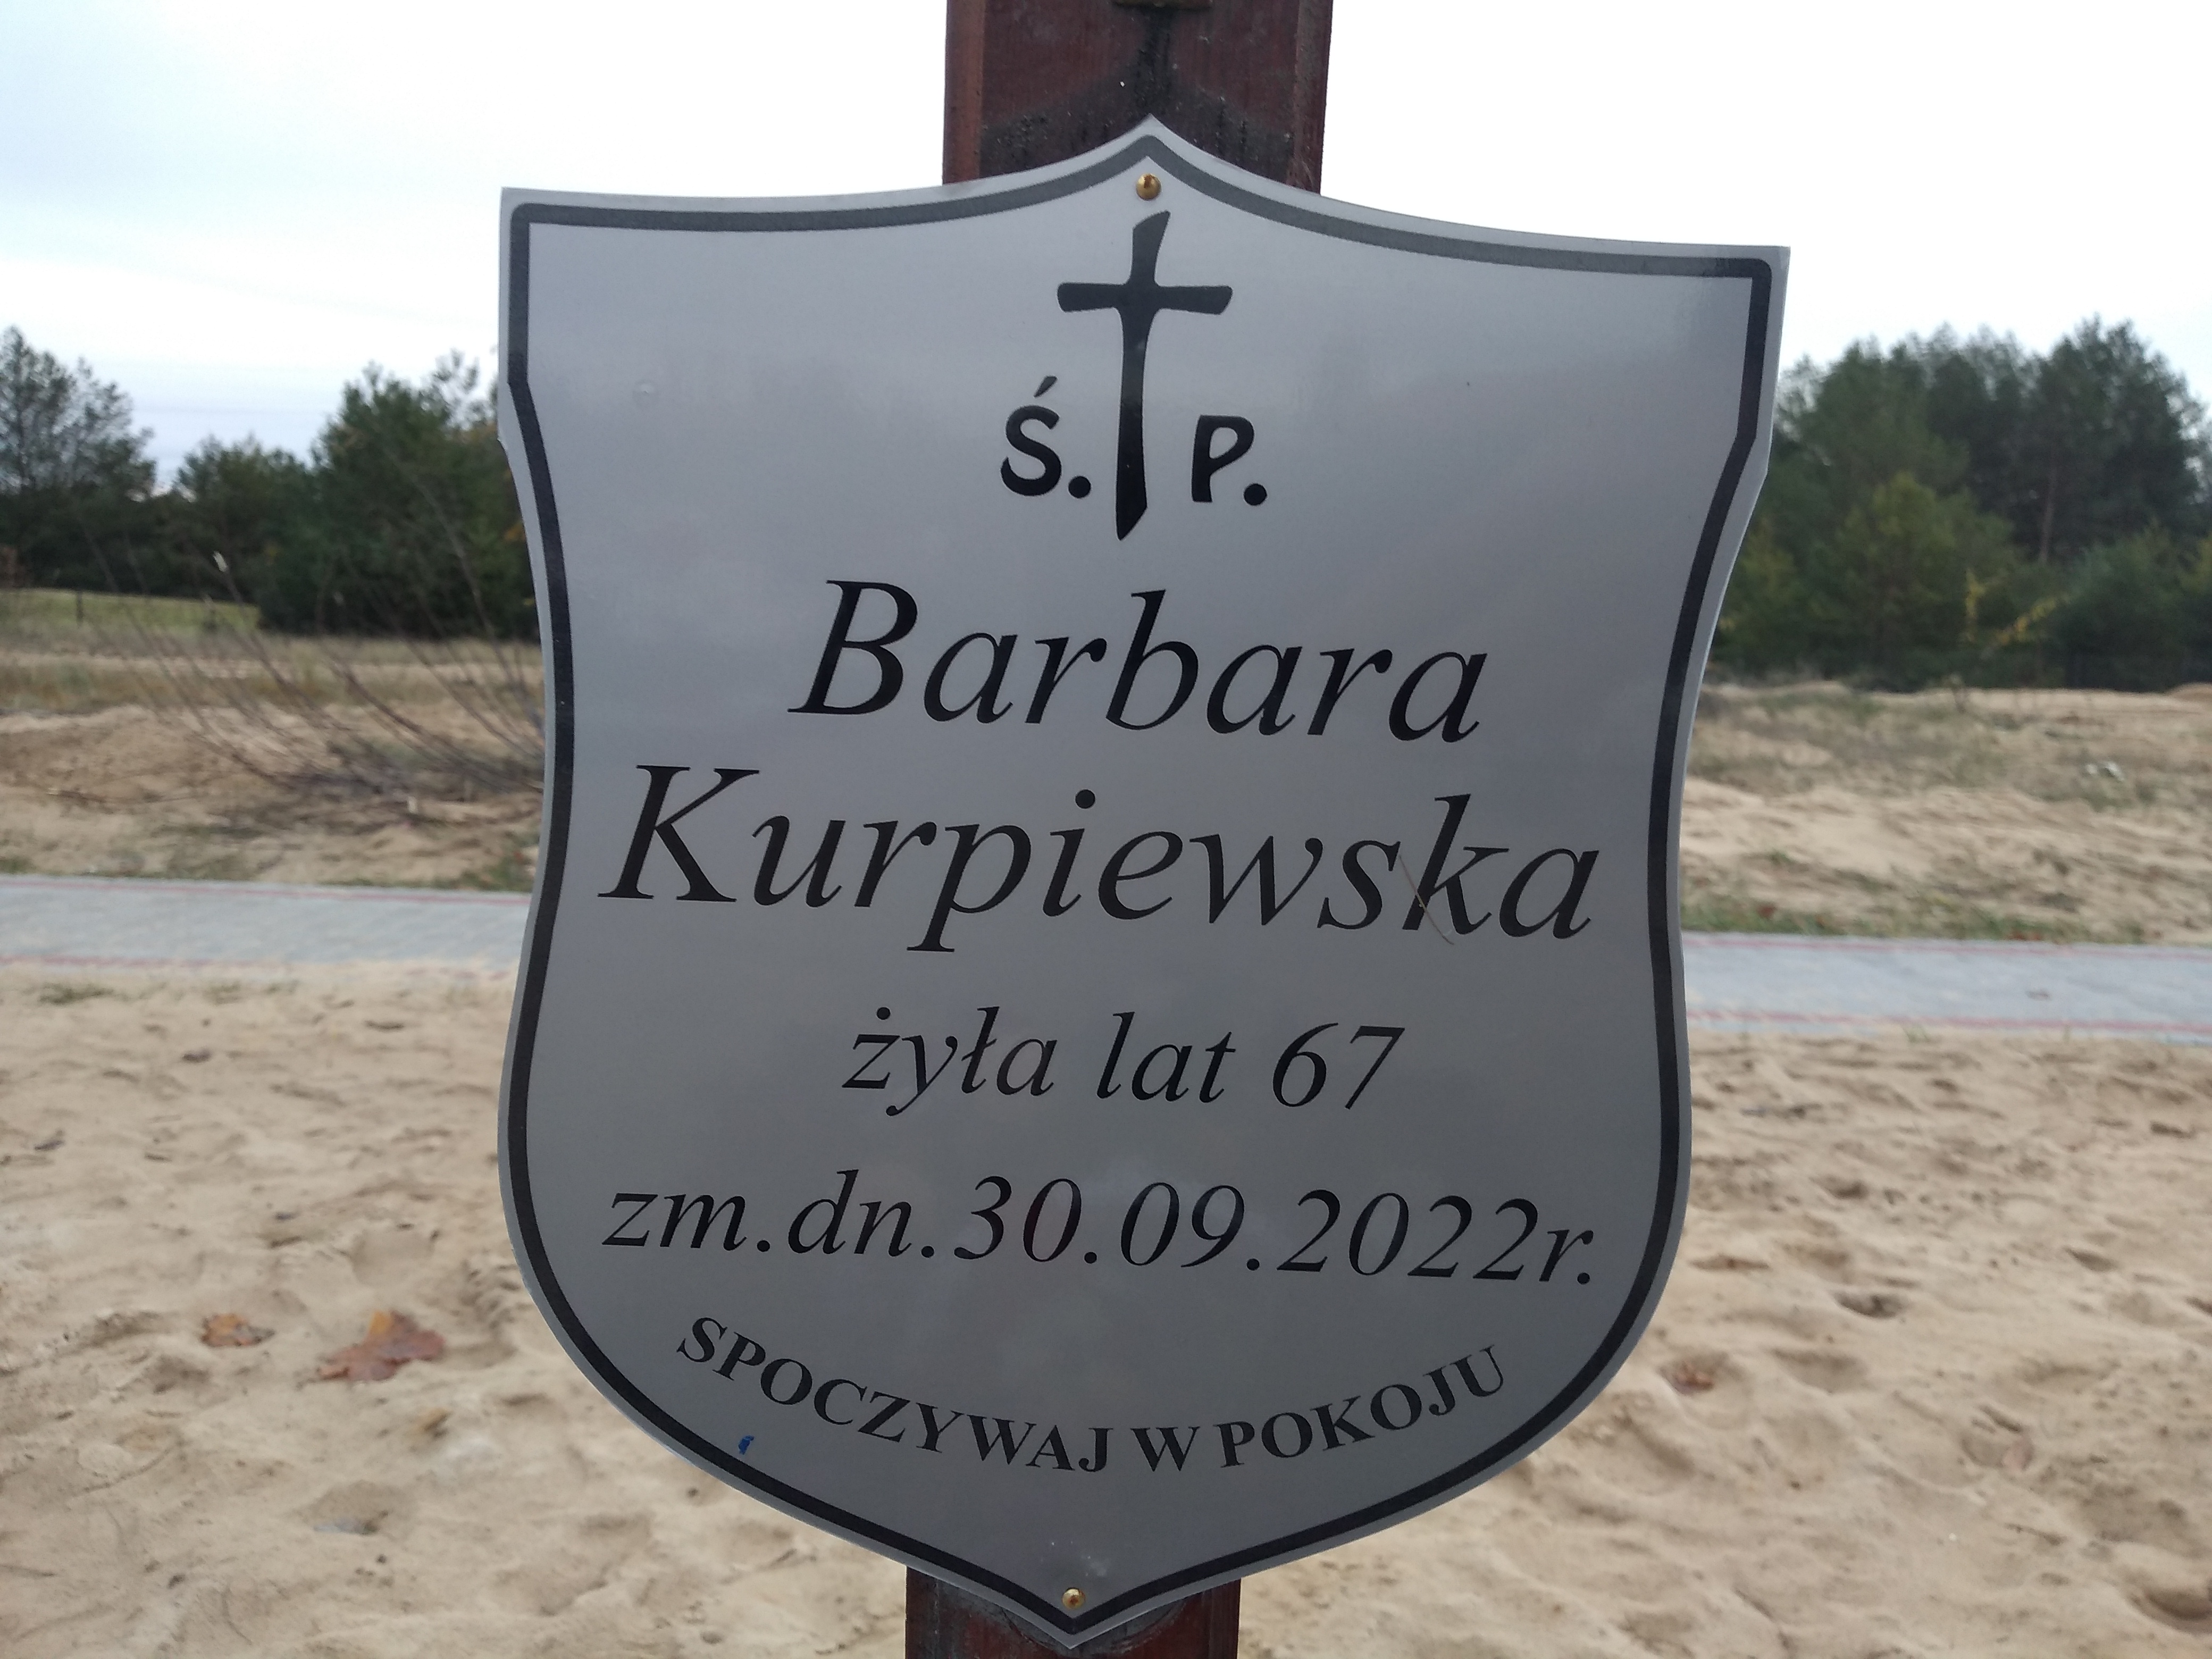 Ś. P.
Barbara
Kurpiewska
żyła lat 67
zm.dn.30.09.2022r.
SPOCZYWAJ W POKOJU